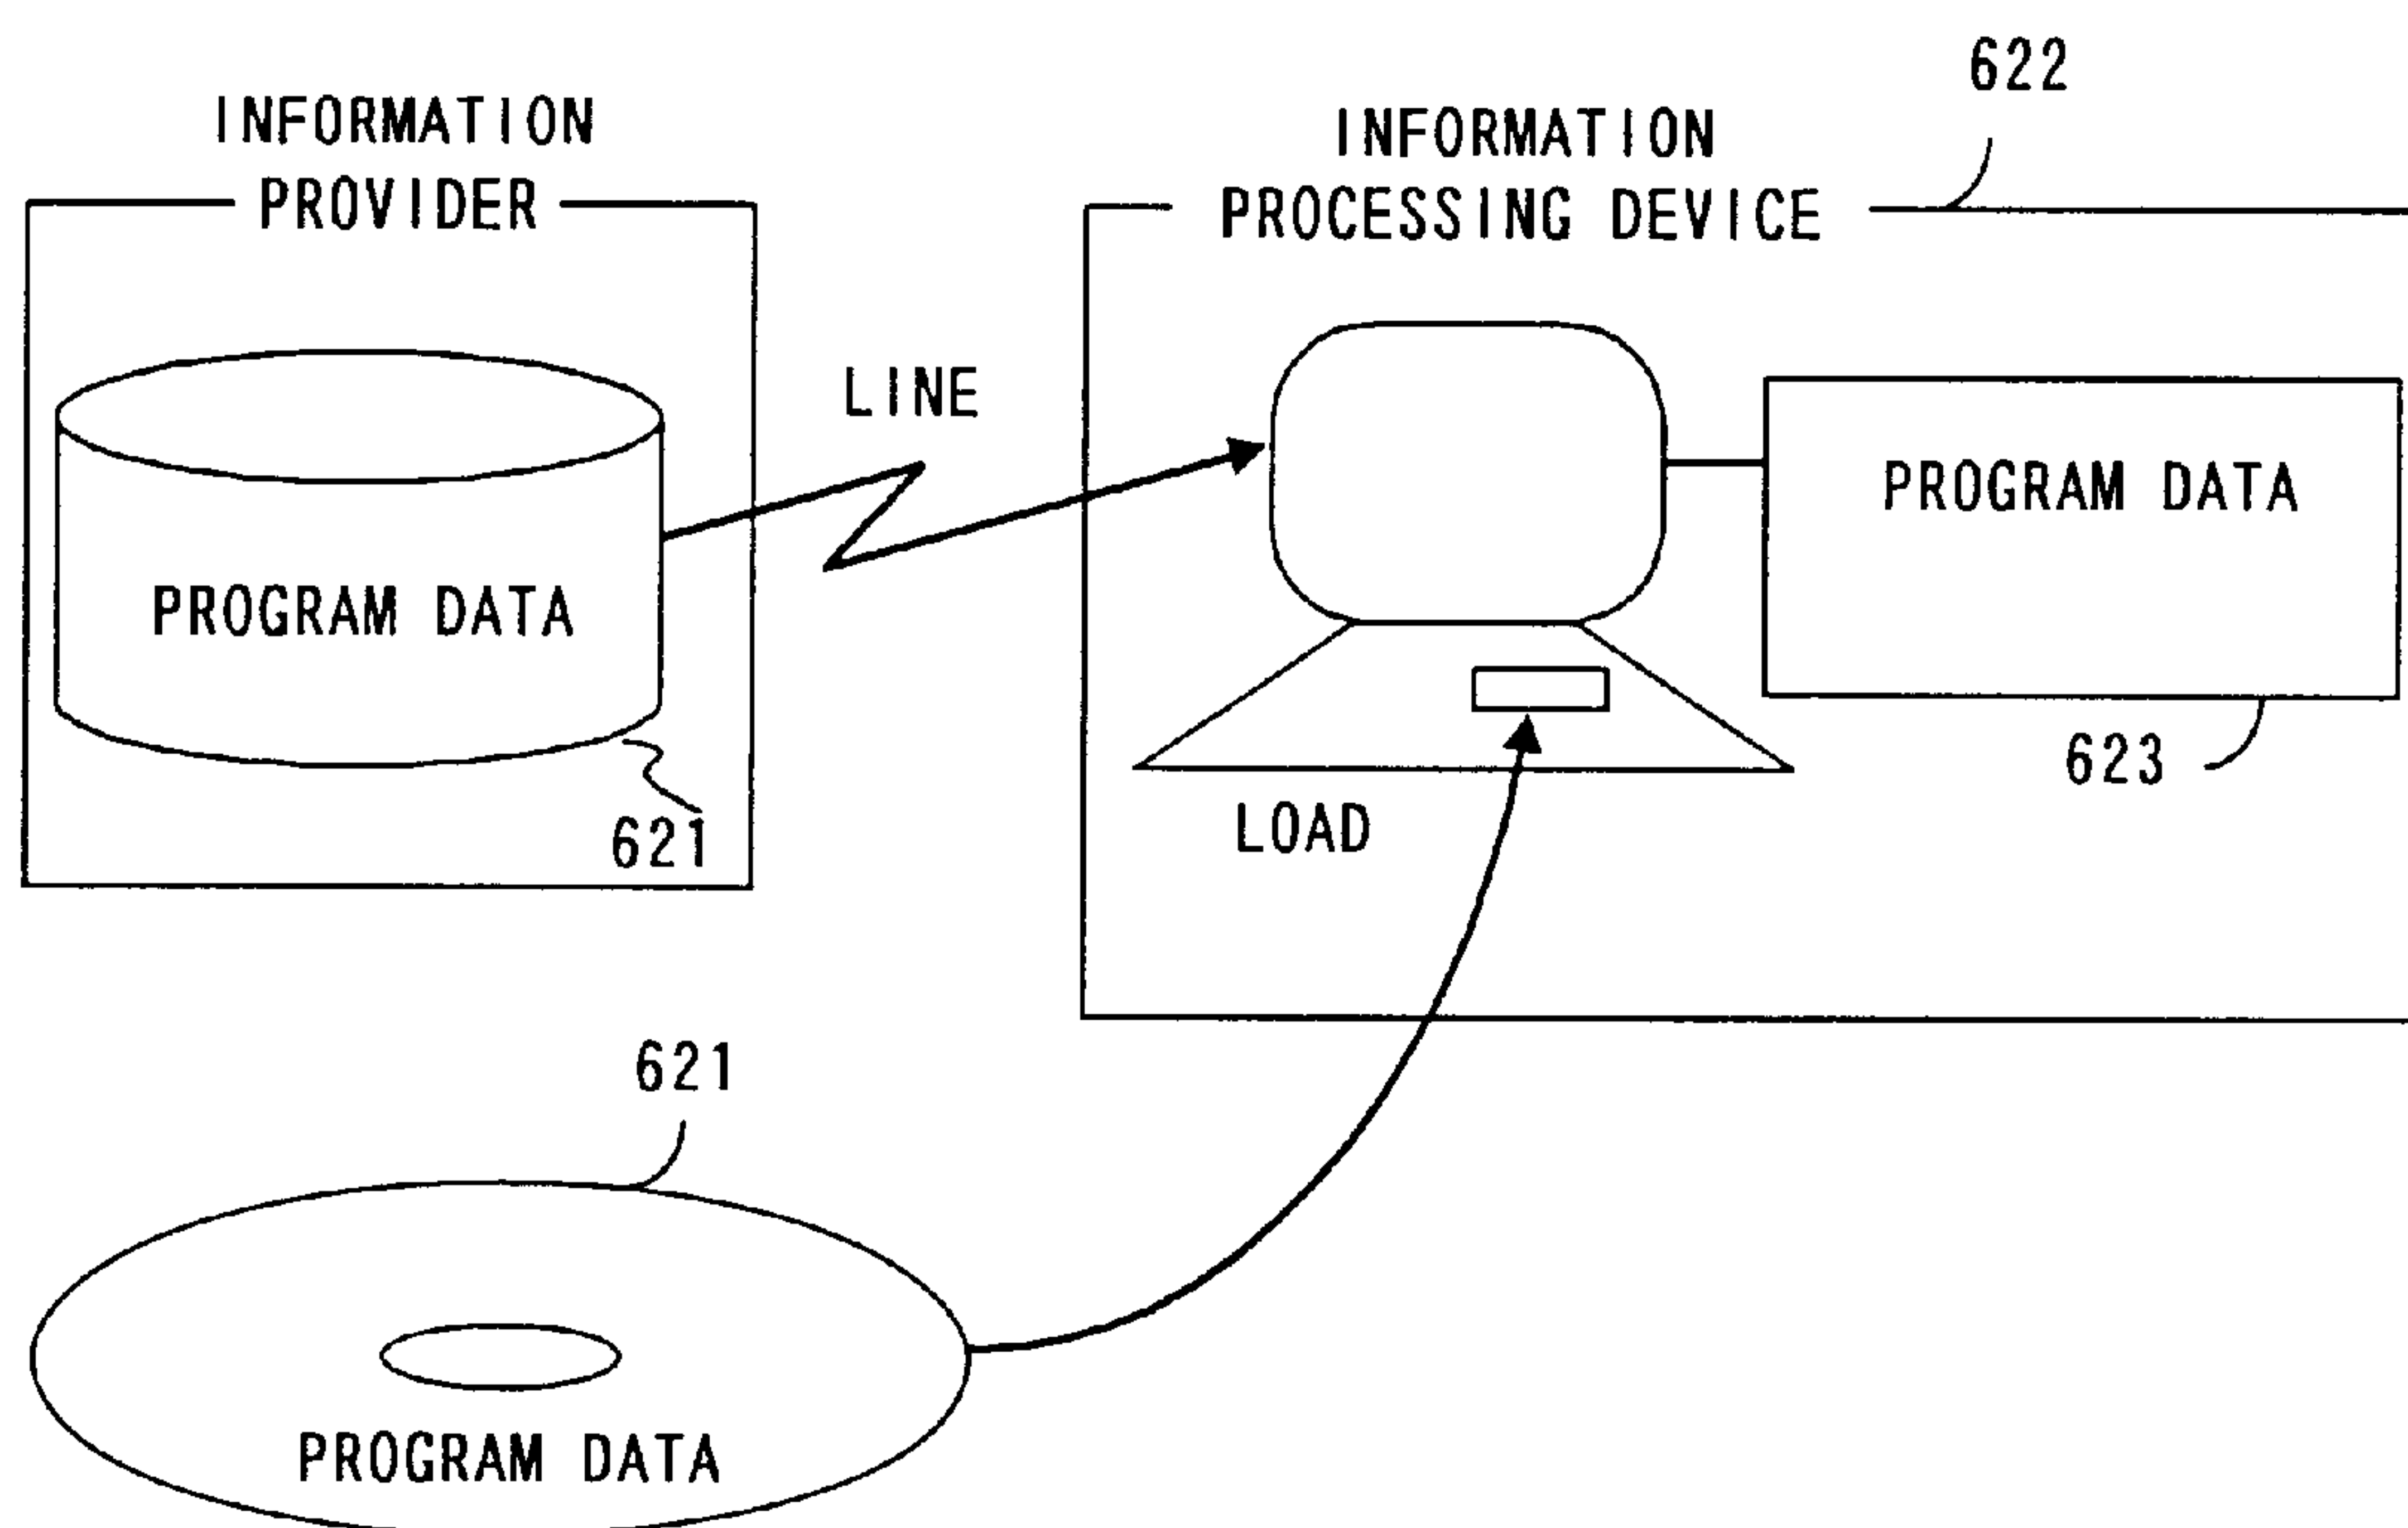 622
INFORMATION
PROVIDER
INFORMATION
PROCESSING DEVICE
LINE
PROGRAM DATA
PROGRAM DATA
623
LOAD
621
621
PROGRAM DATA